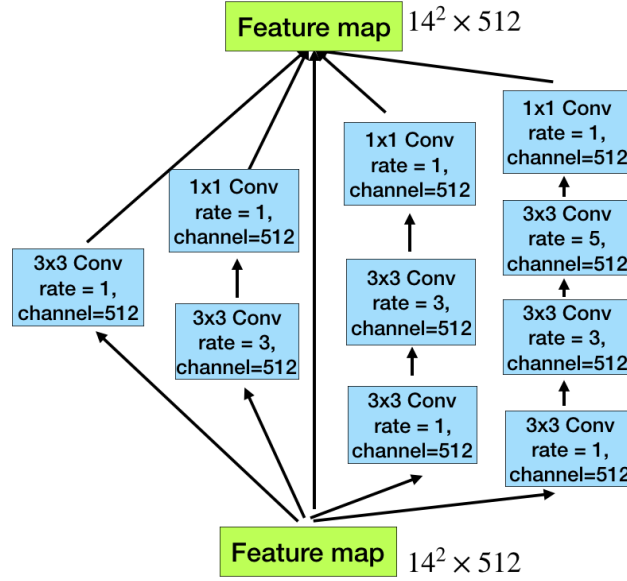 Feature map
14² × 512
1x1 Conv
rate = 1,
channel=512
1x1 Conv
rate = 1,
channel=512
1x1 Conv
rate = 1,
channel=512
3x3 Conv
rate = 5,
channel=512
3x3 Conv
rate = 1,
channel=512
3x3 Conv
rate = 3,
channel=512
3x3 Conv
rate = 3,
channel=512
3x3 Conv
rate = 3,
channel=512
3x3 Conv
rate = 1,
channel=512
3x3 Conv
rate = 1,
channel=512
Feature map
14² × 512